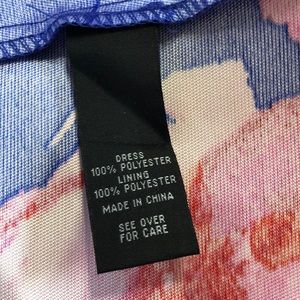 DRESS
100% POLYESTER
LINING
100% POLYESTER
MADE IN CHINA
SEE OVER
FOR CARE